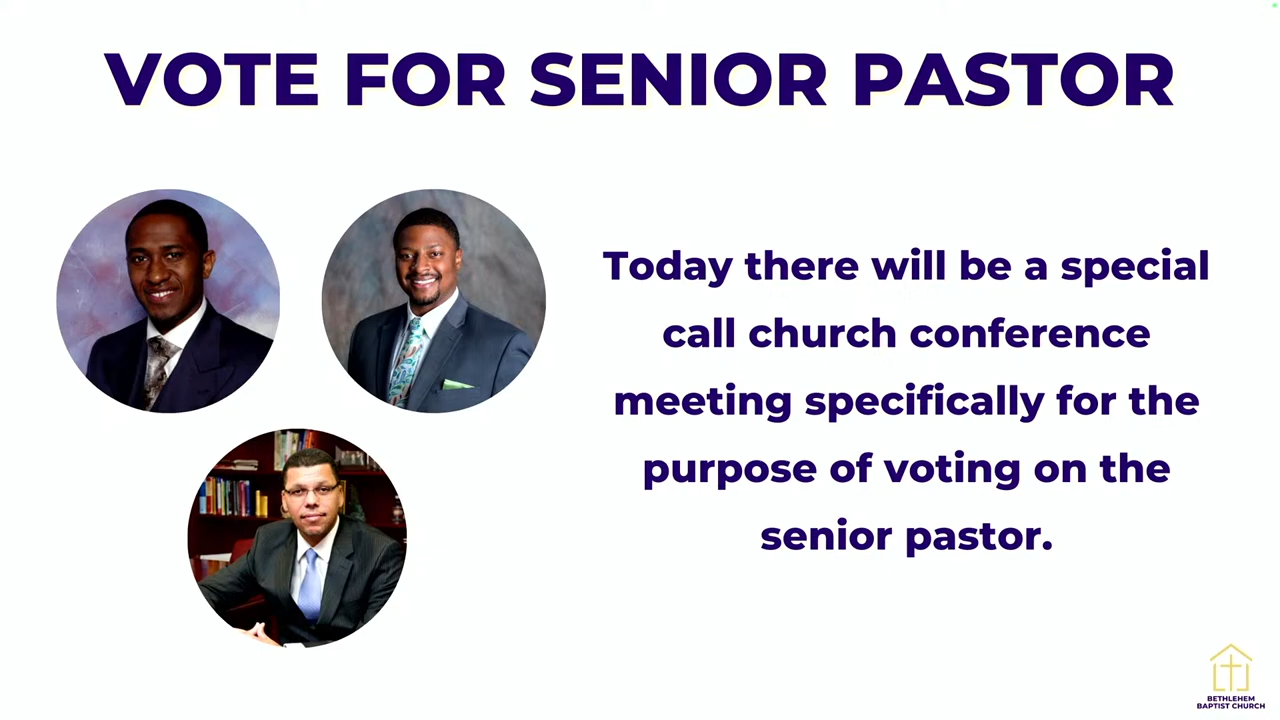 VOTE FOR SENIOR PASTOR
Today there will be a special
call church conference
meeting specifically for the
purpose of voting on the
senior pastor.
BETHLEHEM
BAPTIST CHURCH